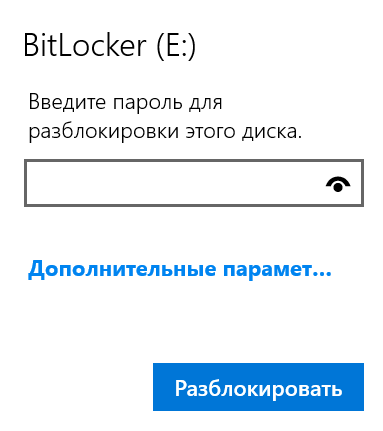 BitLocker (E:)
Введите пароль для
разблокировки этого диска.
Дополнительные парамет...
Разблокировать